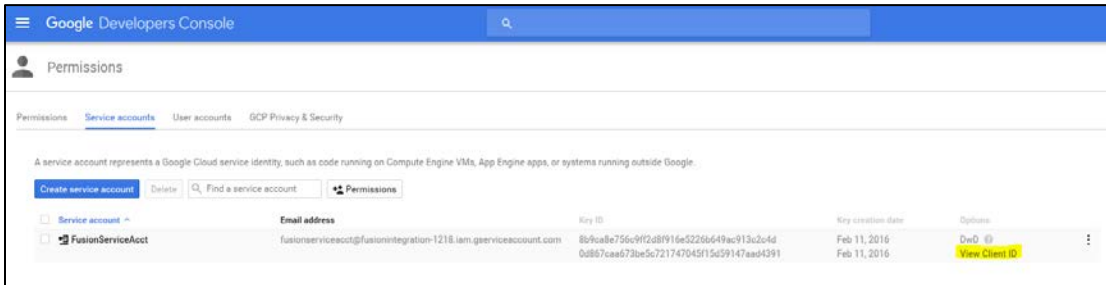 Google Developers Console
Permissions
Permissions Service accounts User accounts GCP Privacy & Security
A service account represents a Google Cloud service identity, such as code running on Compute Engine VMs, App Engine apps, or systems running outside Google.
Create service account Delete Find a service account Permissions
Service account Email address Key ID Key creation date Options
FusionServiceAcct fusionserviceacct@fusionintegration-1218.iam.gserviceaccount.com 8b9ca8e756c9ff2d8f916e5226b649ac913c2c4d Feb 11, 2016 DwD
0d867caa673be5c721747045f15d59147aad4391 Feb 11, 2016 View Client ID